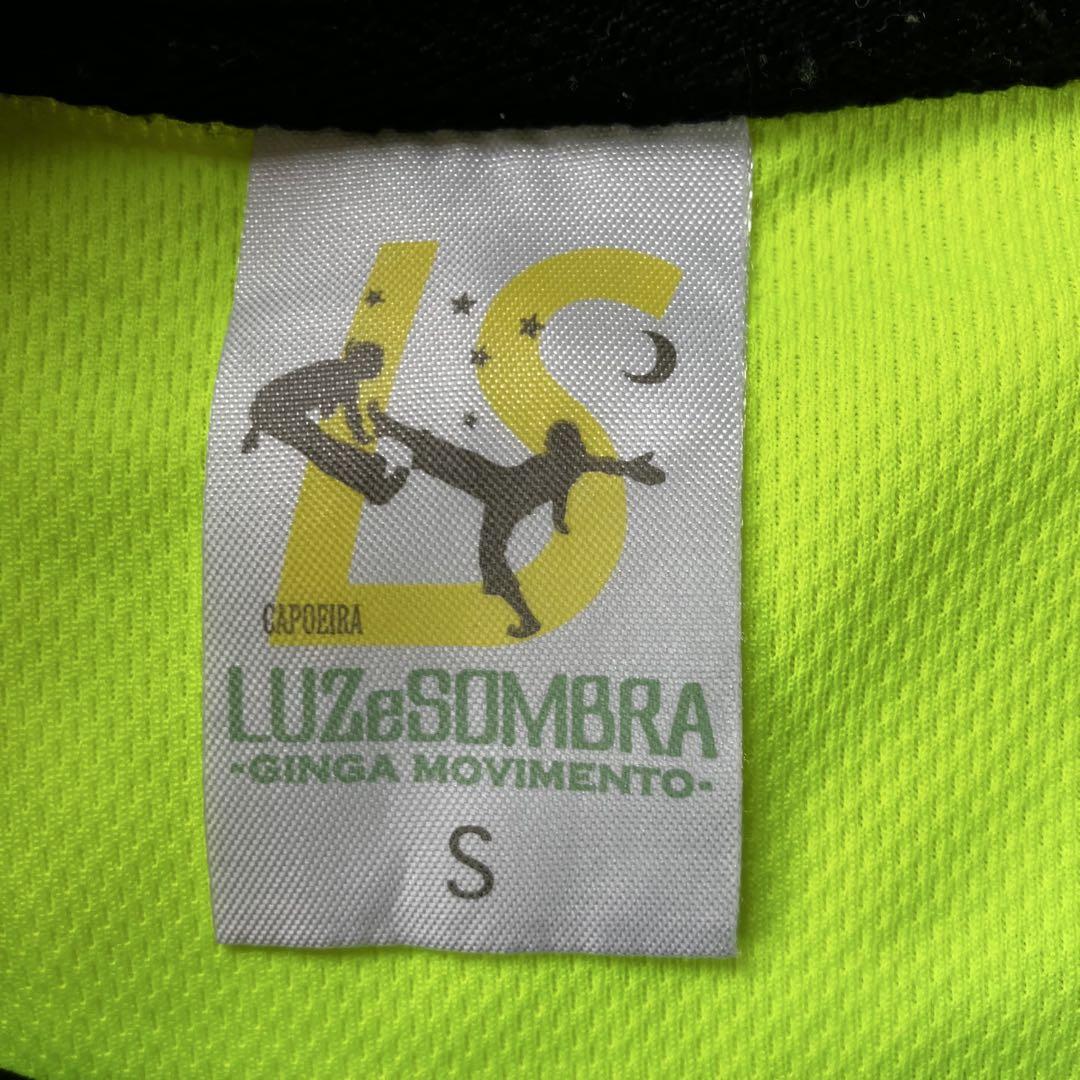 LS
CAPOEIRA
LUZeSOMBRA
-GINGA MOVIMENTO-
S